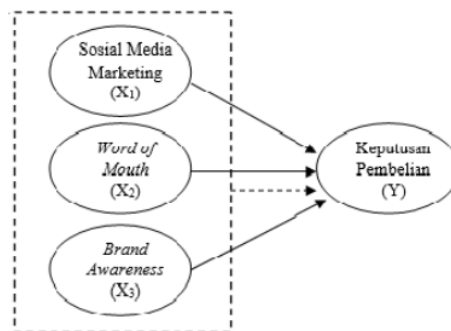 Sosial Media
Marketing
(X1)
Word of
Mouth
(X2)
Brand
Awareness
(X3)
Keputusan
Pembelian
(Y)